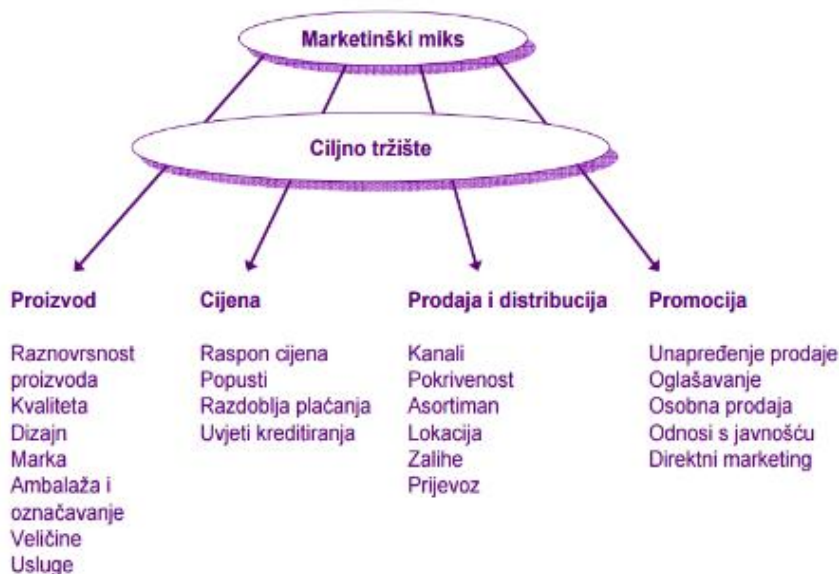 Marketinški miks
Ciljno tržište
Proizvod
Raznovrsnost
proizvoda
Kvaliteta
Dizajn
Marka
Ambalaža i
označavanje
Veličine
Usluge
Cijena
Raspon cijena
Popusti
Razdoblja plaćanja
Uvjeti kreditiranja
Prodaja i distribucija
Kanali
Pokrivenost
Asortiman
Lokacija
Zalihe
Prijevoz
Promocija
Unapređenje prodaje
Oglašavanje
Osobna prodaja
Odnosi s javnošću
Direktni marketing